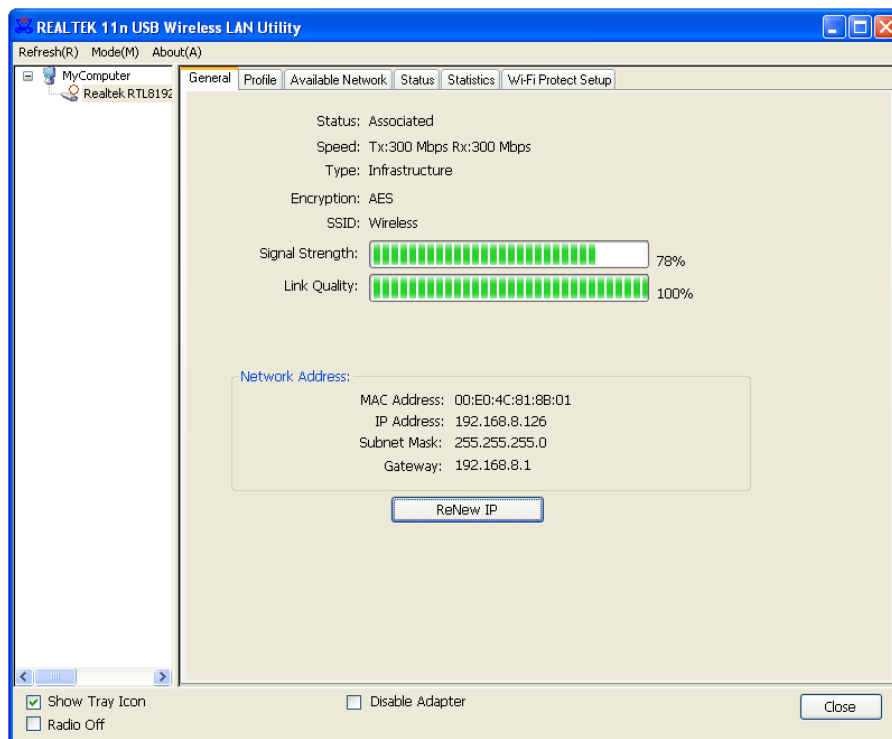 REALTEK 11n USB Wireless LAN Utility
Refresh(R) Mode(M) About(A)
MyComputer
Realtek RTL8192
General Profile Available Network Status Statistics Wi-Fi Protect Setup
Status: Associated
Speed: Tx:300 Mbps Rx:300 Mbps
Type: Infrastructure
Encryption: AES
SSID: Wireless
Signal Strength: 78%
Link Quality: 100%
Network Address:
MAC Address: 00:E0:4C:81:8B:01
IP Address: 192.168.8.126
Subnet Mask: 255.255.255.0
Gateway: 192.168.8.1
ReNew IP
Show Tray Icon
Radio Off
Disable Adapter
Close